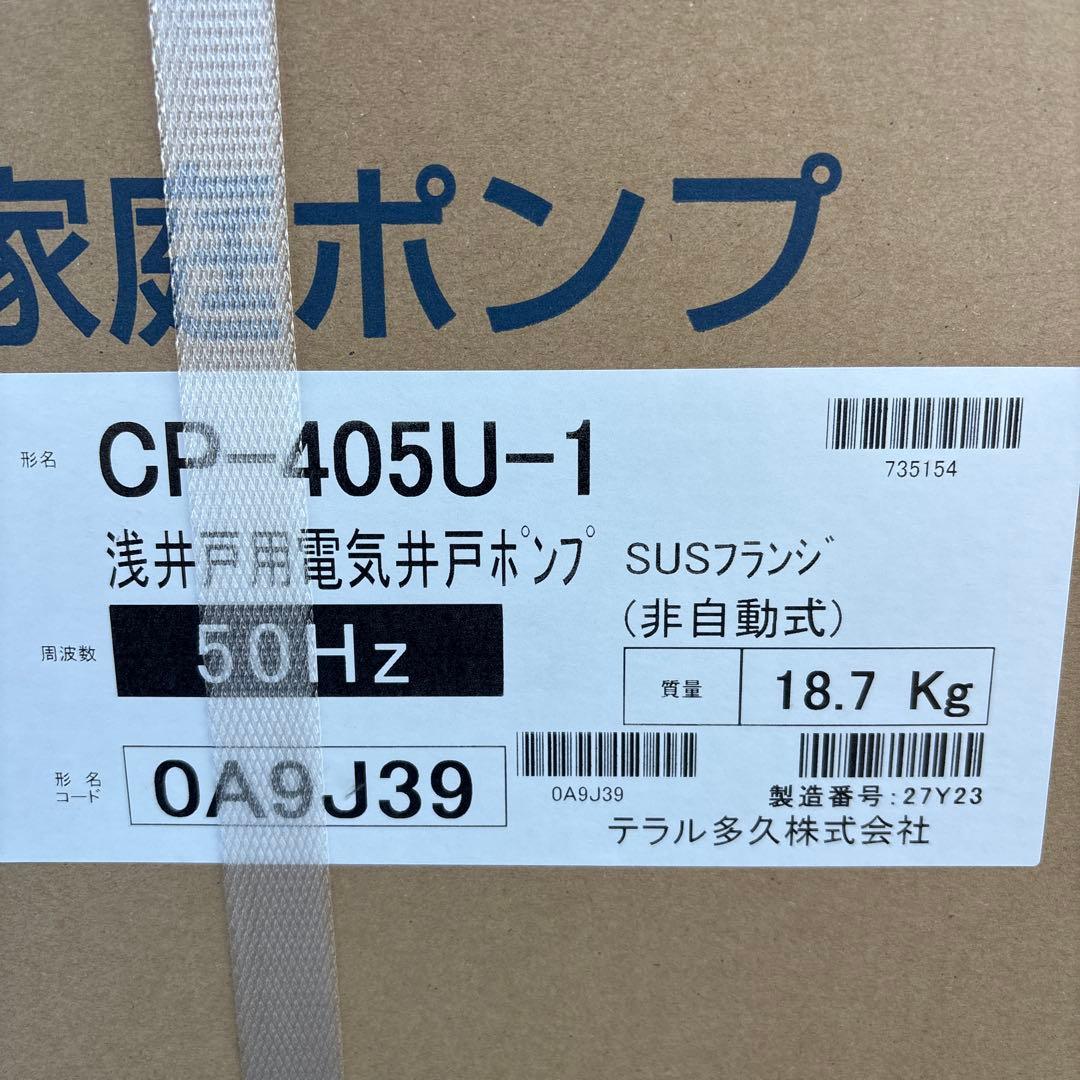 家庭ポンプ
形名 CP-405U-1
735154
浅井戸用電気井戸ポンプ SUSフランジ
(非自動式)
周波数 50Hz
質量 18.7 Kg
形名コード 0A9J39
0A9J39
製造番号:27Y23
テラル多久株式会社